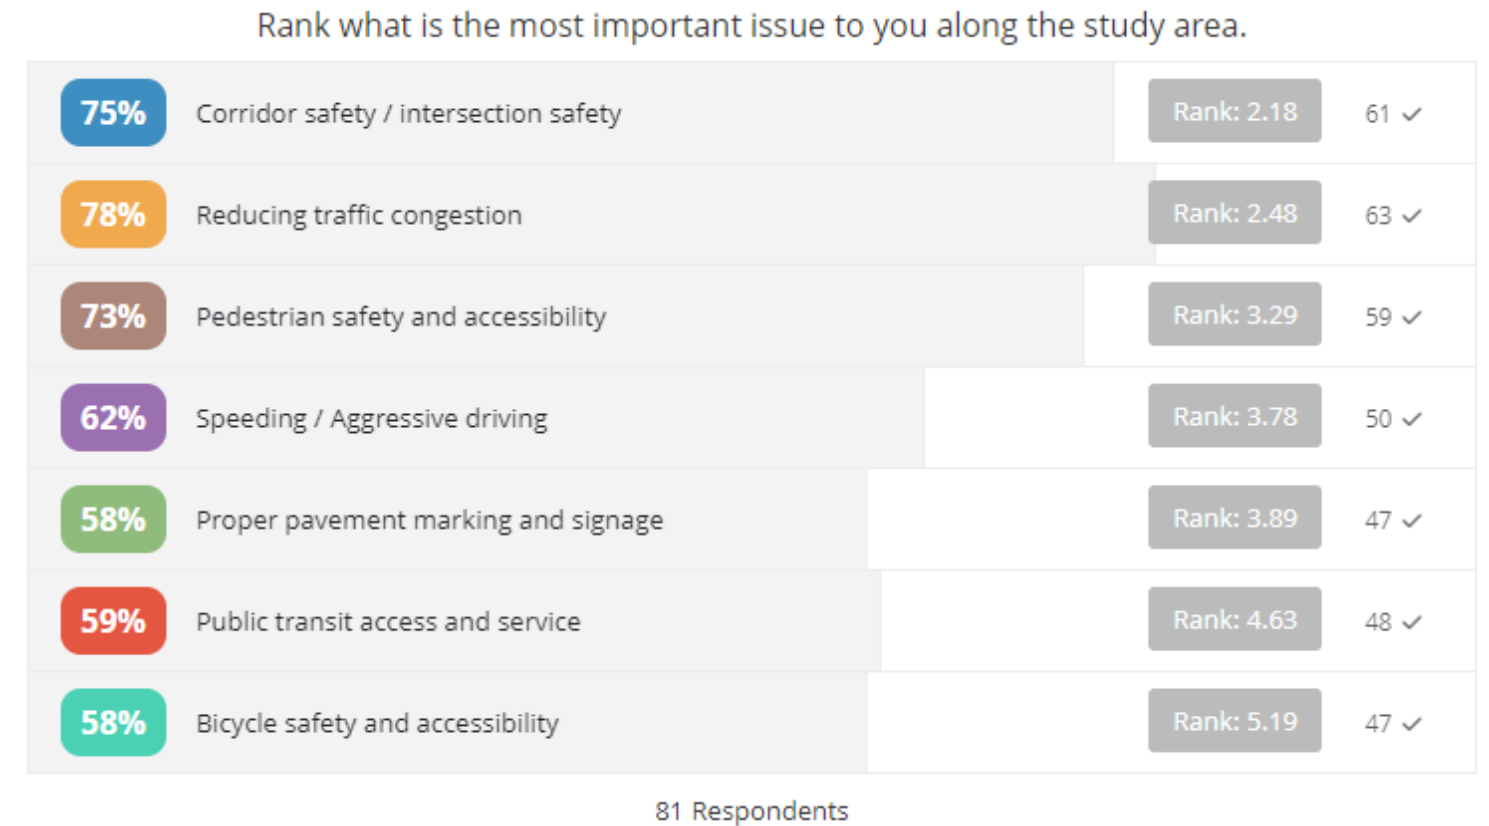 Rank what is the most important issue to you along the study area.
75% Corridor safety / intersection safety Rank: 2.18 61 ✓
78% Reducing traffic congestion Rank: 2.48 63 ✓
73% Pedestrian safety and accessibility Rank: 3.29 59 ✓
62% Speeding / Aggressive driving Rank: 3.78 50 ✓
58% Proper pavement marking and signage Rank: 3.89 47 ✓
59% Public transit access and service Rank: 4.63 48 ✓
58% Bicycle safety and accessibility Rank: 5.19 47 ✓
81 Respondents